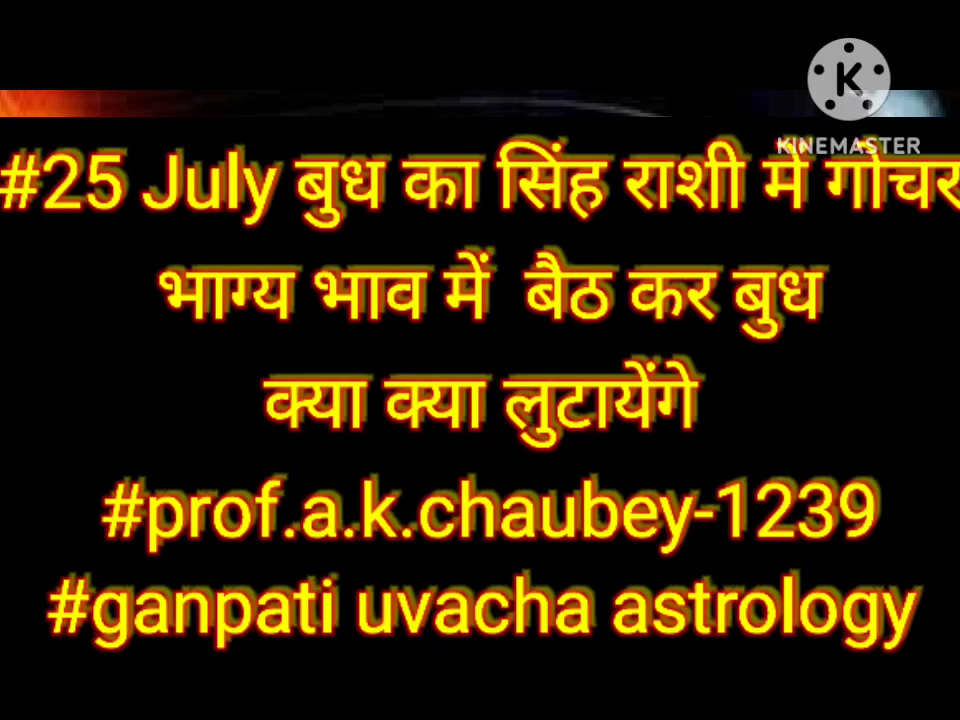 KINEMASTER
#25 July बुध का सिंह राशी में गोचर
भाग्य भाव में बैठ कर बुध
क्या क्या लुटायेंगे
#prof.a.k.chaubey-1239
#ganpati uvacha astrology